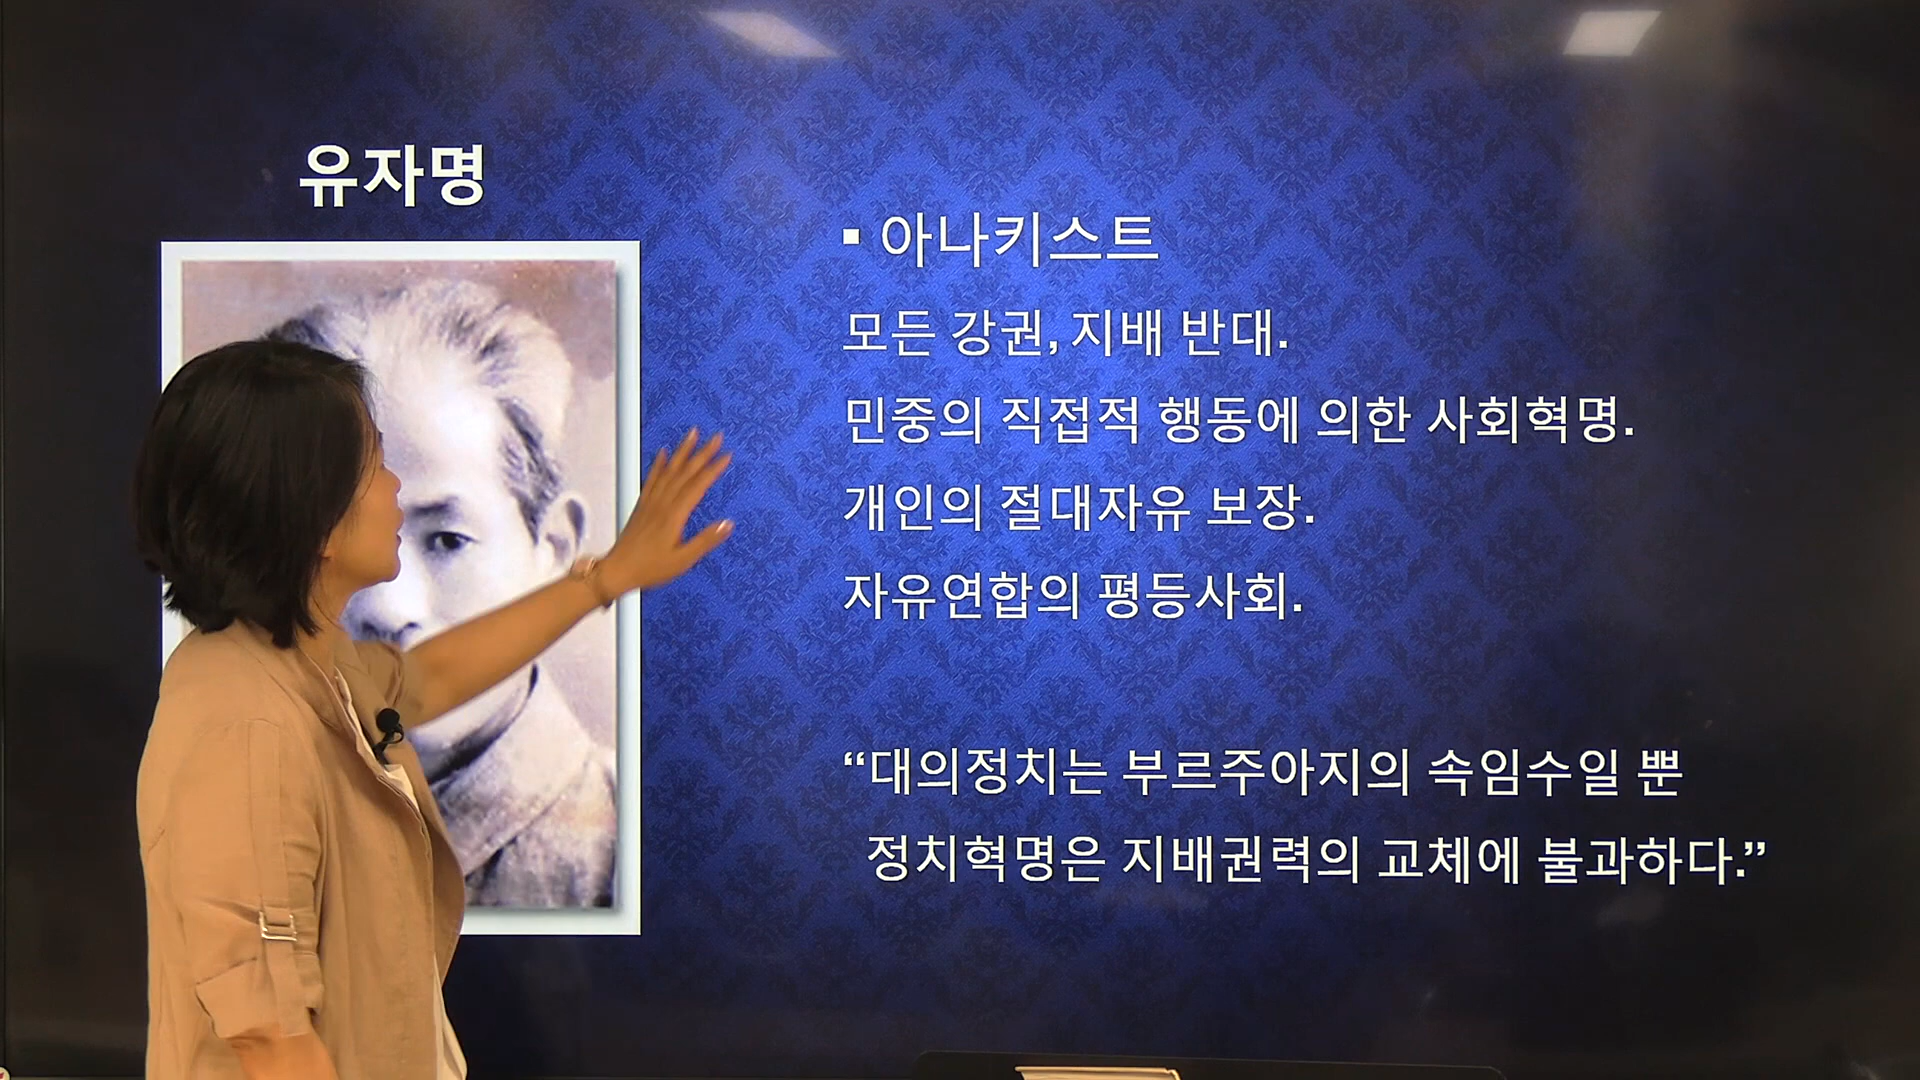 유자명
▪ 아나키스트
모든 강권, 지배 반대.
민중의 직접적 행동에 의한 사회혁명.
개인의 절대자유 보장.
자유연합의 평등사회.
“대의정치는 부르주아지의 속임수일 뿐
정치혁명은 지배권력의 교체에 불과하다.”